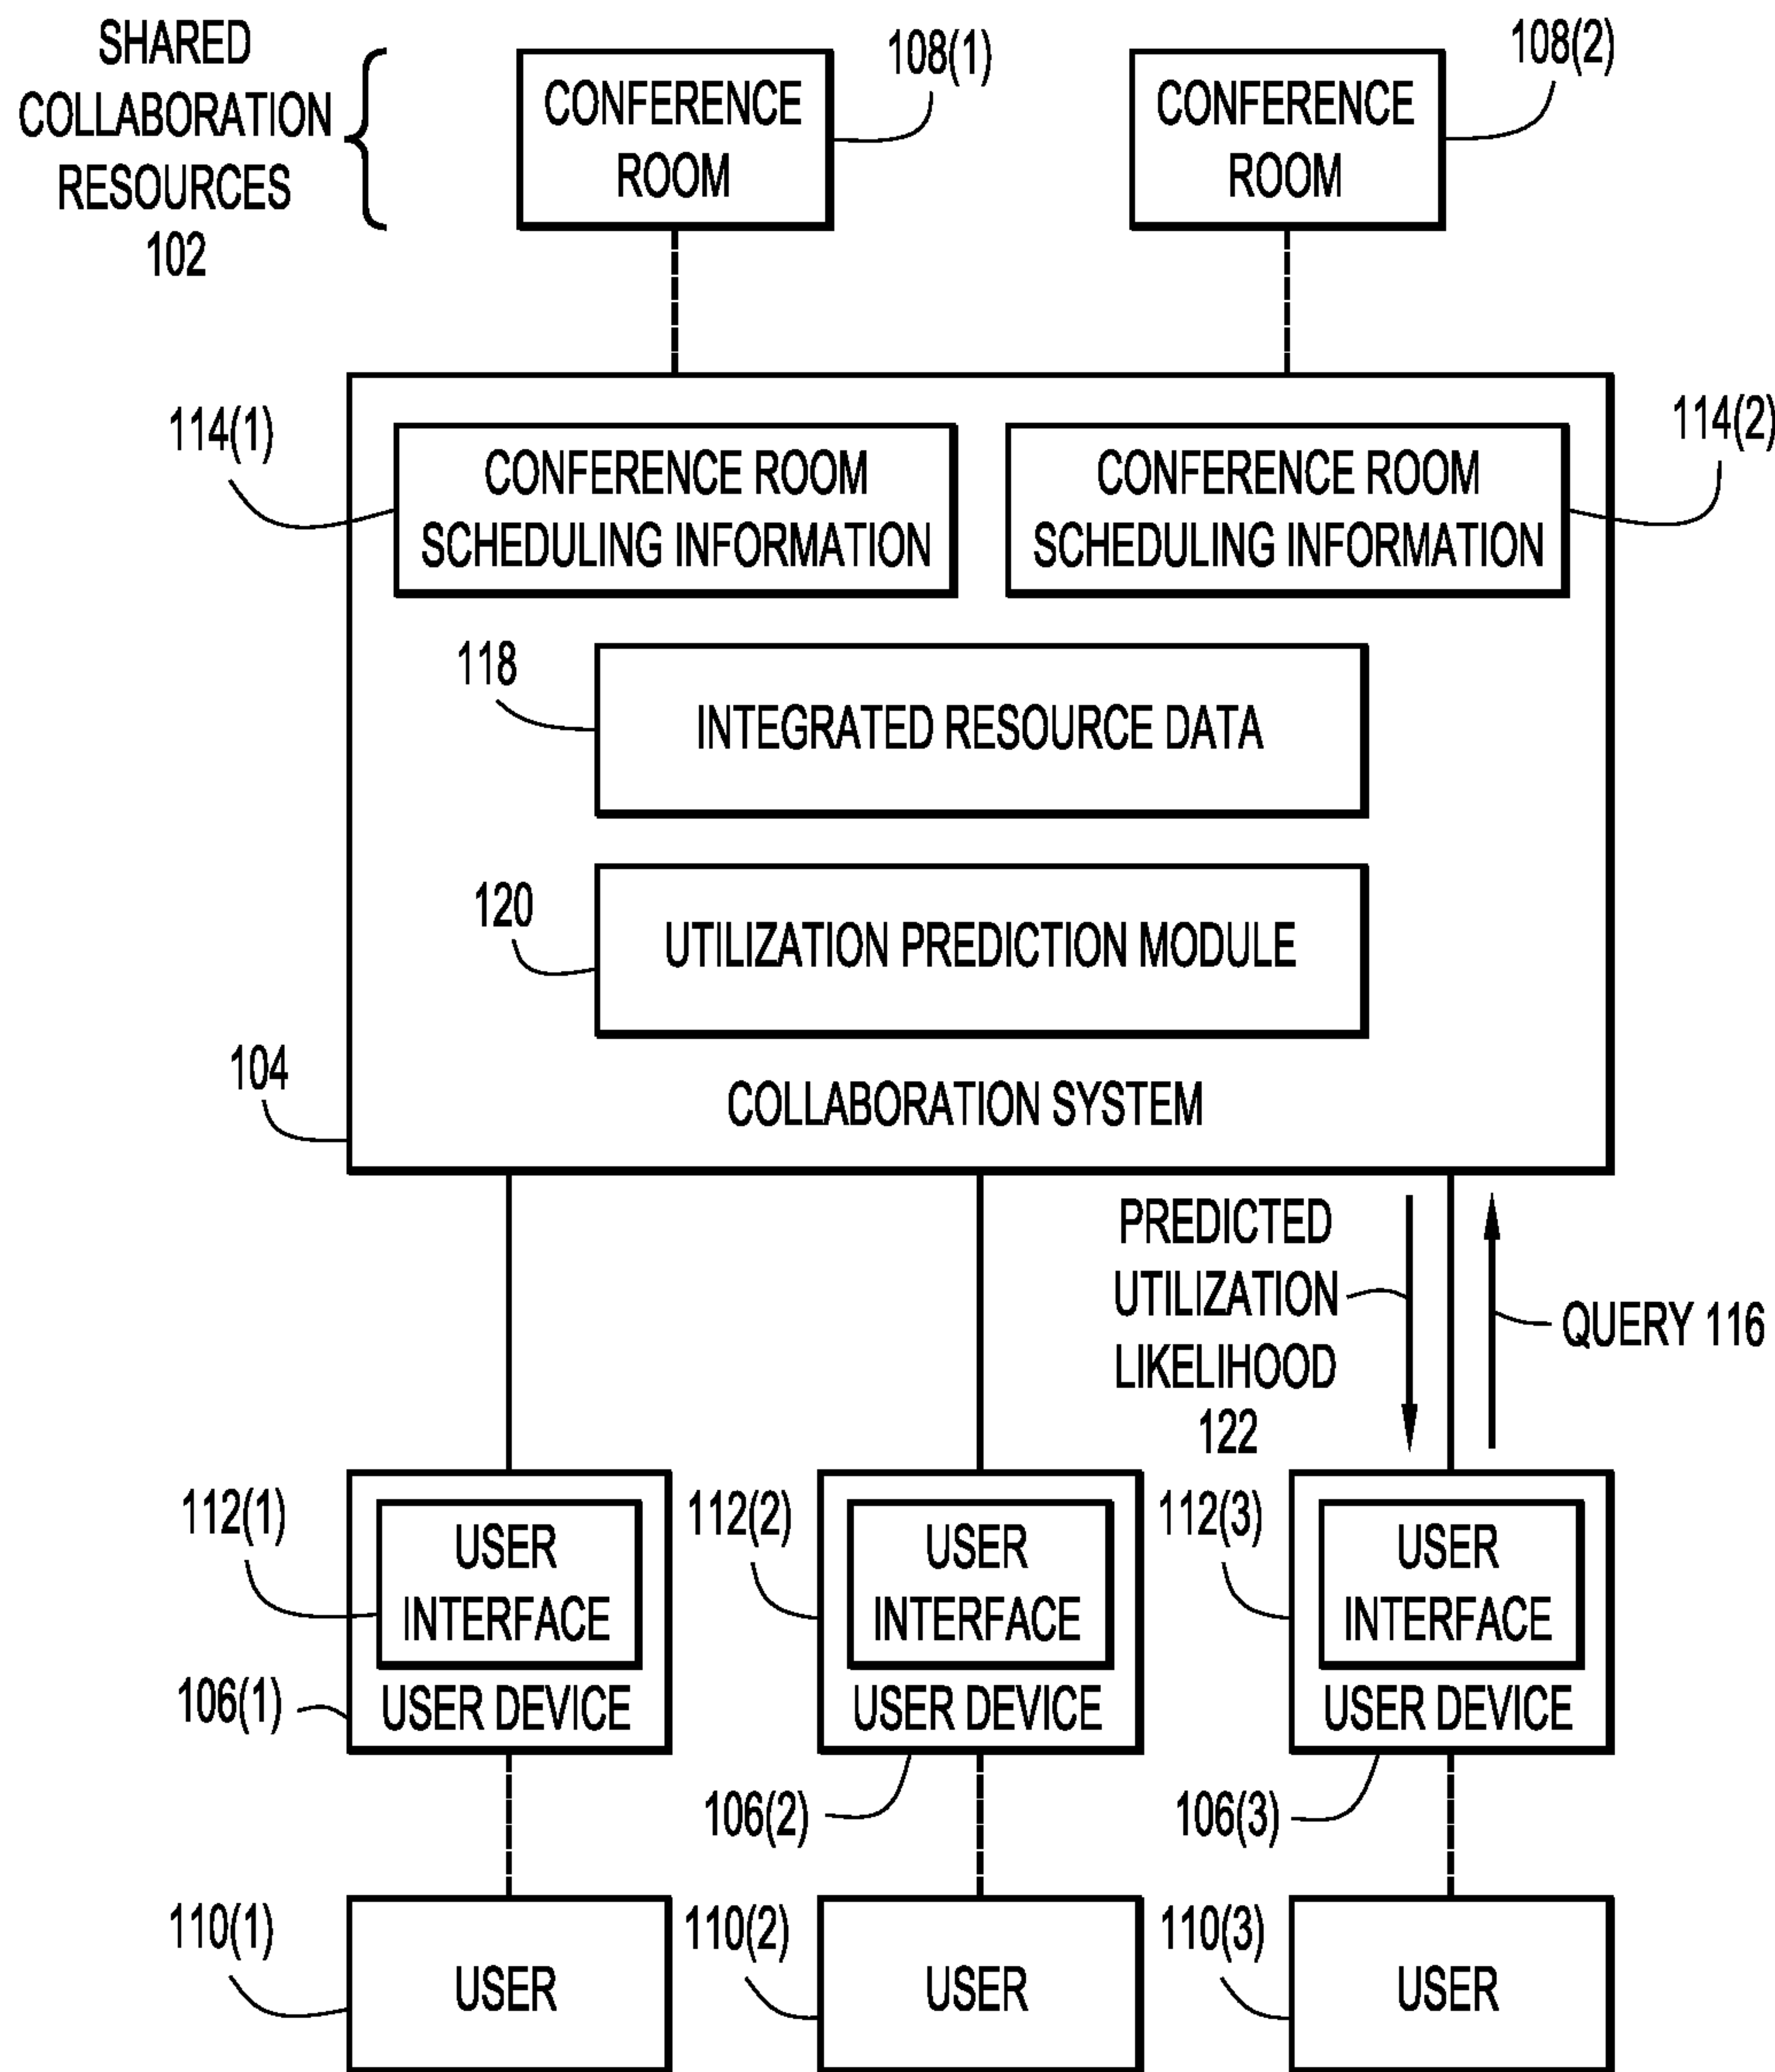 SHARED
COLLABORATION
RESOURCES
102
CONFERENCE
ROOM
108(1)
CONFERENCE
ROOM
108(2)
114(1)
CONFERENCE ROOM
SCHEDULING INFORMATION
CONFERENCE ROOM
SCHEDULING INFORMATION
114(2)
118
INTEGRATED RESOURCE DATA
120
UTILIZATION PREDICTION MODULE
104
COLLABORATION SYSTEM
PREDICTED
UTILIZATION
LIKELIHOOD
122
QUERY 116
112(1)
USER
INTERFACE
USER DEVICE
106(1)
112(2)
USER
INTERFACE
USER DEVICE
106(2)
112(3)
USER
INTERFACE
USER DEVICE
106(3)
110(1)
USER
110(2)
USER
110(3)
USER